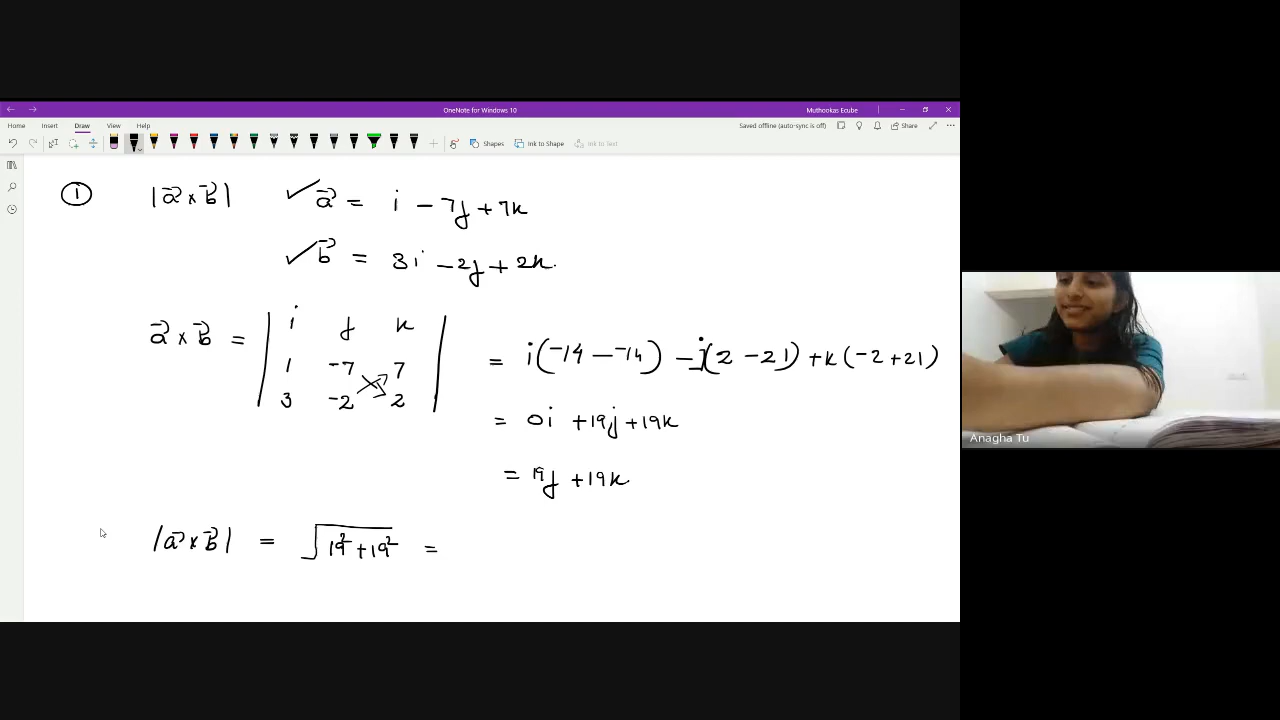 OneNote for Windows 10
Muthookas Ecube
Home Insert Draw View Help
Saved offline (auto-sync is off)
Share
Shapes
Ink to Shape
Ink to Text
① |a⃗ × b⃗| ✓ a⃗ = i − 7j + 7k
✓ b⃗ = 3i − 2j + 2k.
a⃗ × b⃗ = | i j k |
| 1 -7 7 |
| 3 -2 2 |
= i(-14 − -14) − j(2 − 21) + k(-2 + 21)
= 0i + 19j + 19k
= 19j + 19k
|a⃗ × b⃗| = √(19² + 19²) =
Anagha Tu